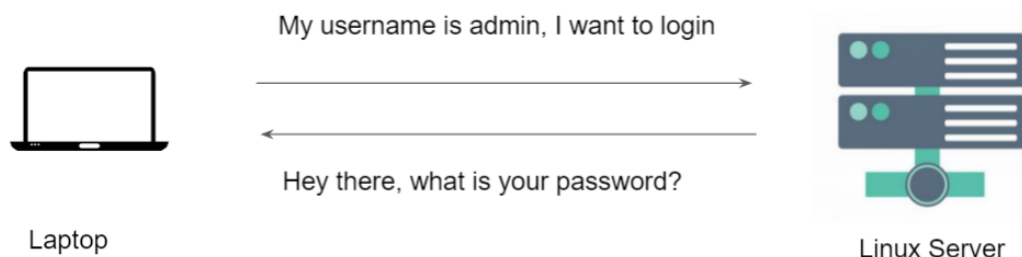 My username is admin, I want to login
Hey there, what is your password?
Laptop
Linux Server